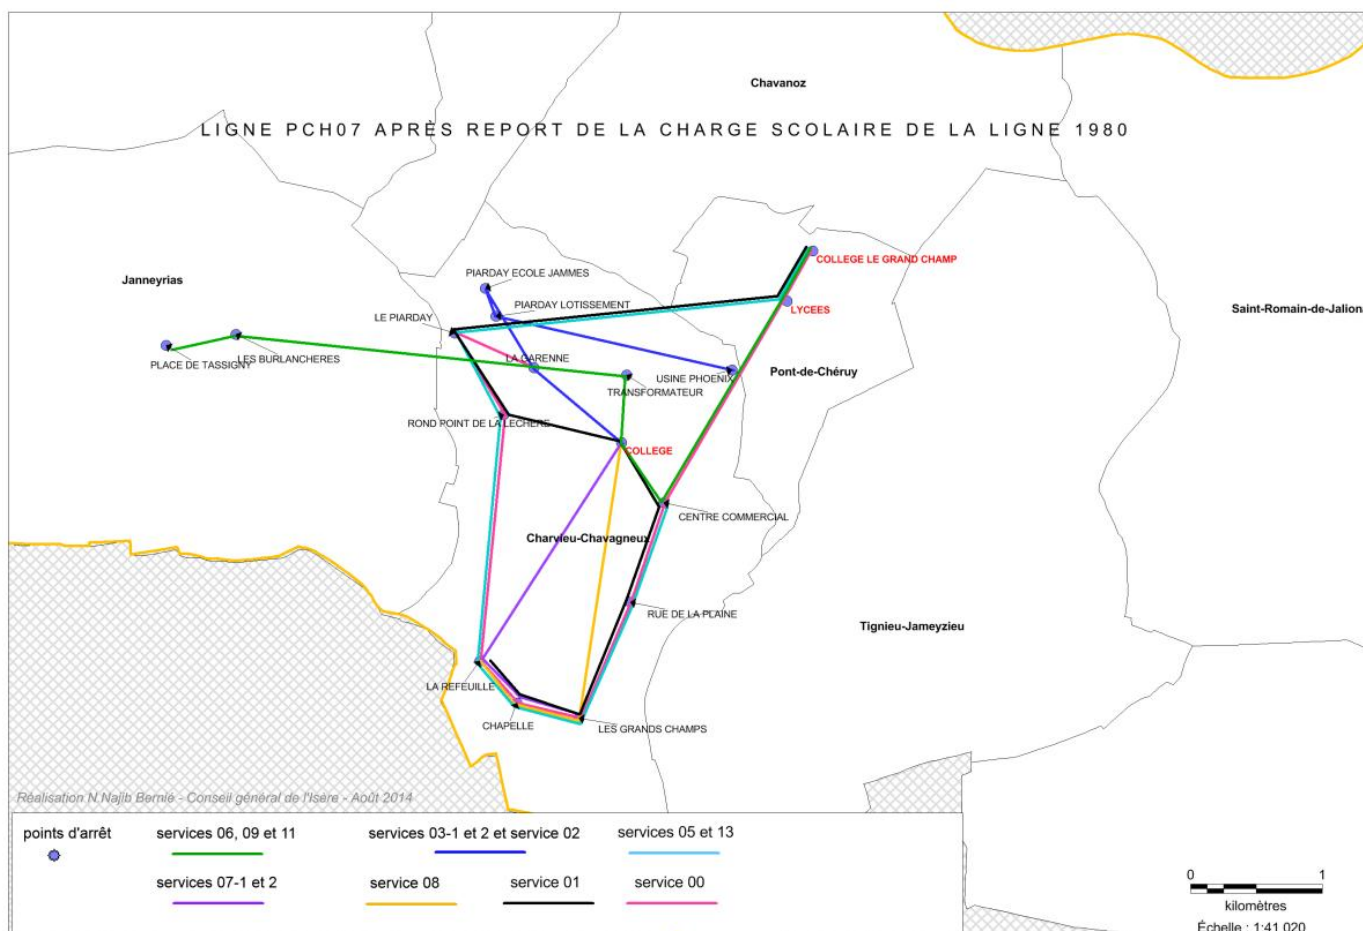 Chavanoz
LIGNE PCH07 APRÈS REPORT DE LA CHARGE SCOLAIRE DE LA LIGNE 1980
COLLEGE LE GRAND CHAMP
PIARDAY ECOLE JAMMES
Janneyrias
PIARDAY LOTISSEMENT
LYCEES
Saint-Romain-de-Jalion
LE PIARDAY
LES BURLANCHERES
LA GARENNE
PLACE DE TASSIGNY
USINE PHOENIX
Pont-de-Chéruy
TRANSFORMATEUR
ROND POINT DE LA LECHERE
COLLEGE
CENTRE COMMERCIAL
Charvieu-Chavagneux
RUE DE LA PLAINE
Tignieu-Jameyzieu
LA REFEUILLE
CHAPELLE
LES GRANDS CHAMPS
Réalisation N.Najib Bernié - Conseil général de l'Isère - Août 2014
points d'arrêt
services 06, 09 et 11
services 03-1 et 2 et service 02
services 05 et 13
services 07-1 et 2
service 08
service 01
service 00
0 1
kilomètres
Échelle : 1:41 020